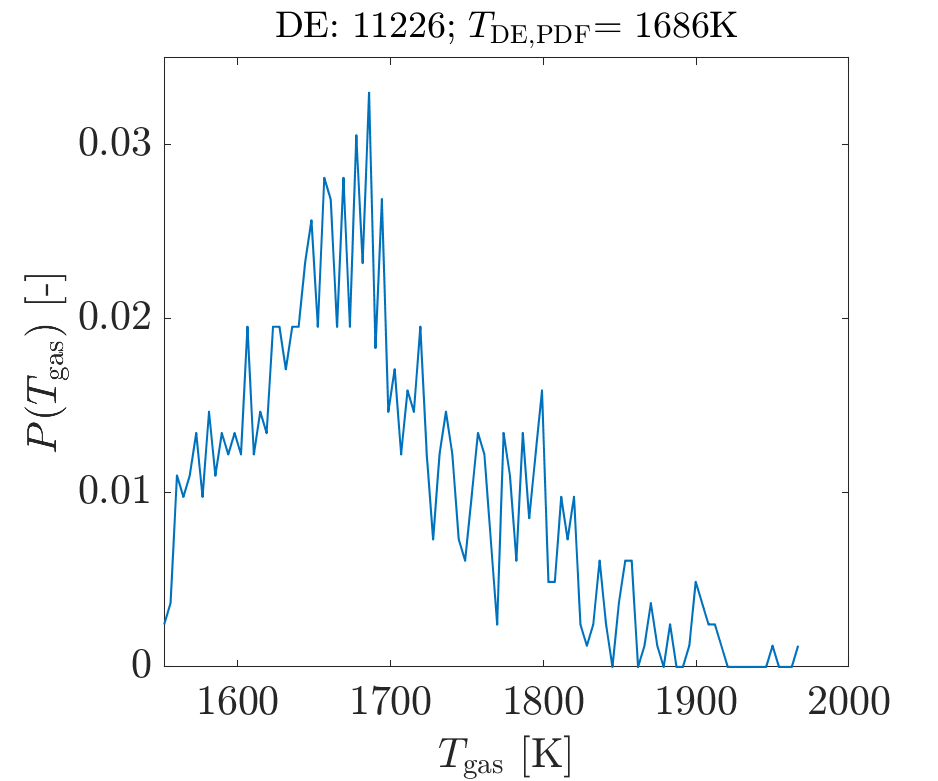 DE: 11226; T_DE,PDF= 1686K
P(T_gas) [-]
0.03
0.02
0.01
0
1600 1700 1800 1900 2000
T_gas [K]